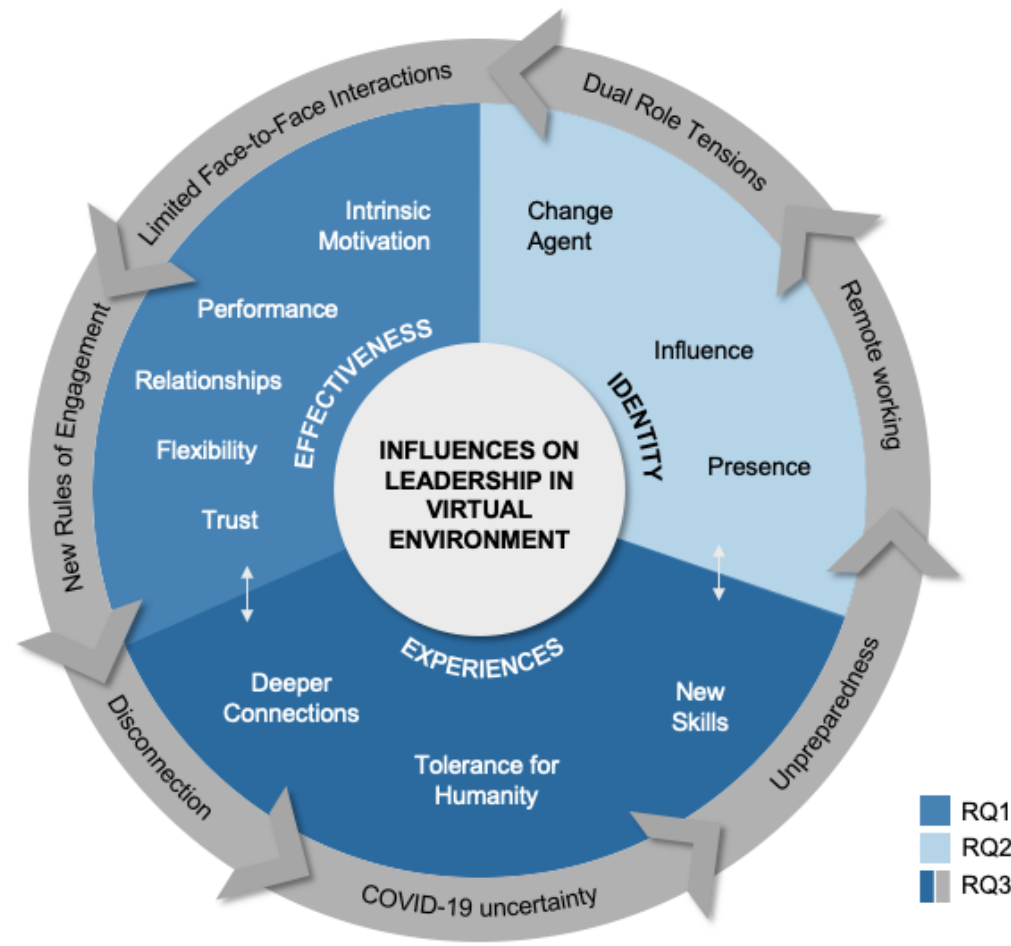 Limited Face-to-Face Interactions
Dual Role Tensions
Remote working
Unpreparedness
COVID-19 uncertainty
Disconnection
New Rules of Engagement
Intrinsic
Motivation
Performance
Relationships
Flexibility
Trust
EFFECTIVENESS
Change
Agent
Influence
Presence
IDENTITY
INFLUENCES ON
LEADERSHIP IN
VIRTUAL
ENVIRONMENT
EXPERIENCES
Deeper
Connections
Tolerance for
Humanity
New
Skills
RQ1
RQ2
RQ3